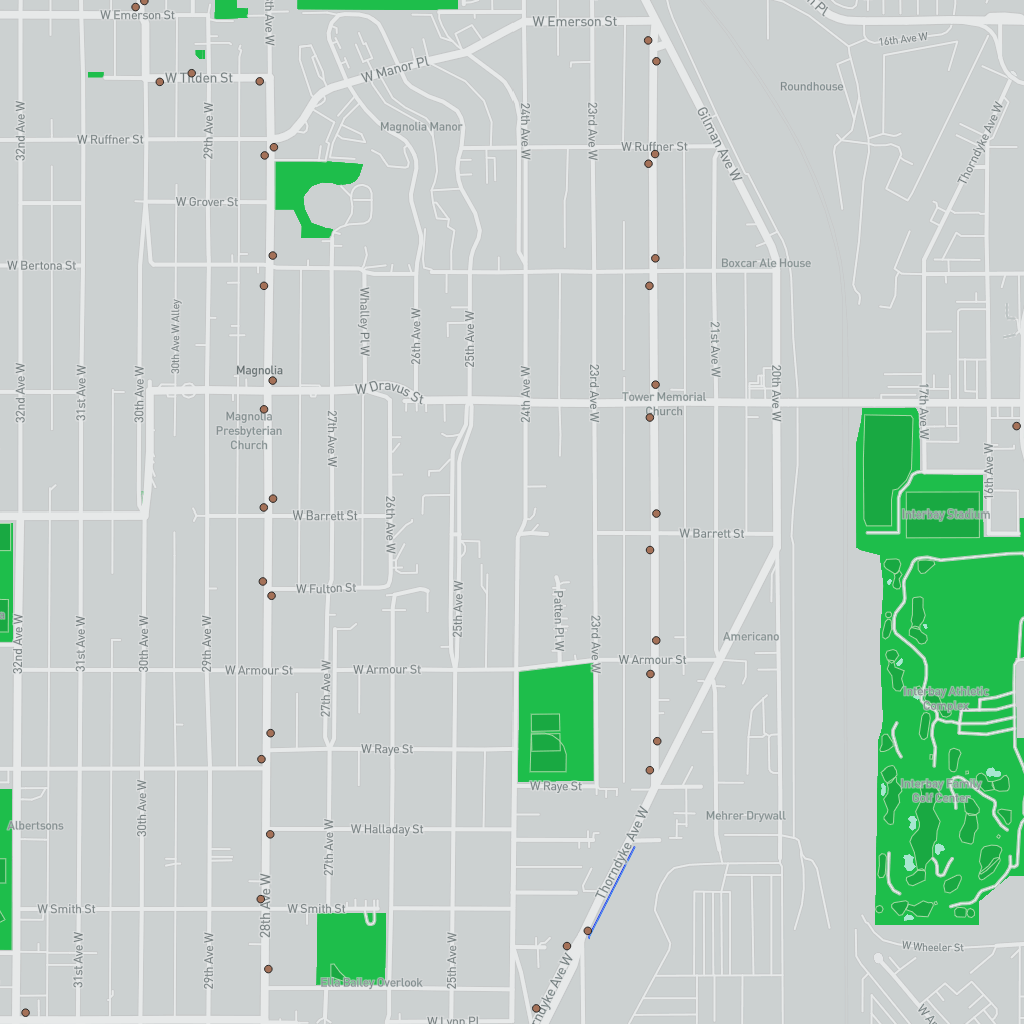 W Emerson St
W Emerson St
16th Ave W
W Manor Pl
W Tilden St
Roundhouse
32nd Ave W
29th Ave W
24th Ave W
23rd Ave W
Magnolia Manor
Gilman Ave W
Thorndyke Ave W
W Ruffner St
W Ruffner St
W Grover St
W Bertona St
Boxcar Ale House
30th Ave W Alley
Whalley Pl W
26th Ave W
25th Ave W
21st Ave W
Magnolia
32nd Ave W
31st Ave W
30th Ave W
W Dravus St
24th Ave W
23rd Ave W
20th Ave W
17th Ave W
Tower Memorial
Church
Magnolia
Presbyterian
Church
27th Ave W
16th Ave W
26th Ave W
W Barrett St
Interbay Stadium
W Barrett St
W Fulton St
25th Ave W
Patten Pl W
23rd Ave W
32nd Ave W
31st Ave W
30th Ave W
29th Ave W
Americano
W Armour St
W Armour St
W Armour St
27th Ave W
Interbay Athletic
Complex
W Raye St
W Raye St
Interbay Family
Golf Center
30th Ave W
Albertsons
W Halladay St
27th Ave W
Mehrer Drywall
Thorndyke Ave W
28th Ave W
W Smith St
W Smith St
31st Ave W
29th Ave W
25th Ave W
W Wheeler St
Ella Bailey Overlook
W Lynn Pl